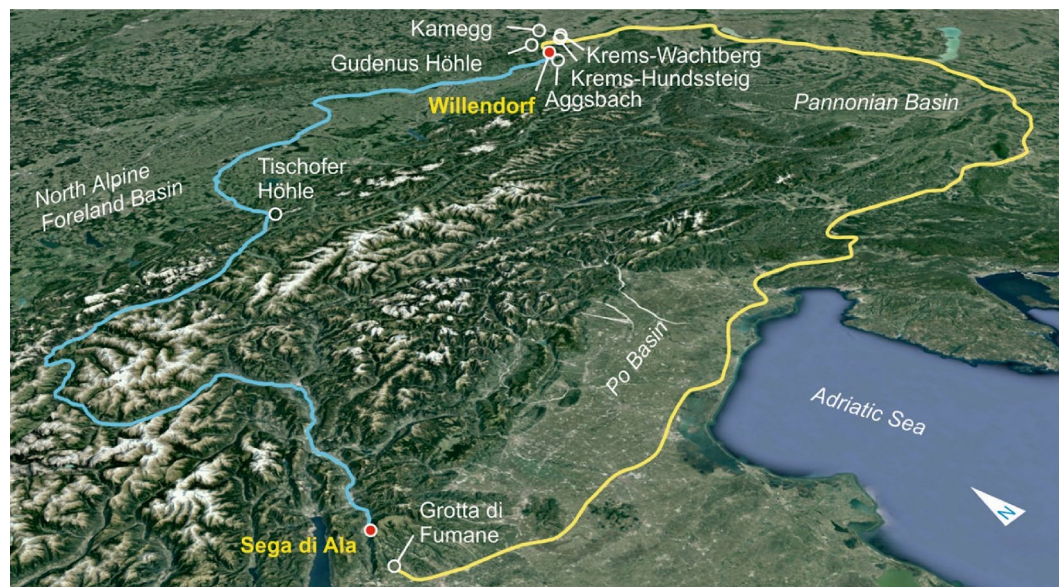 Kamegg
Gudenus Höhle
Krems-Wachtberg
Krems-Hundssteig
Willendorf
Aggsbach
Pannonian Basin
Tischofer
Höhle
North Alpine
Foreland Basin
Po Basin
Adriatic Sea
Grotta di
Fumane
Sega di Ala
N